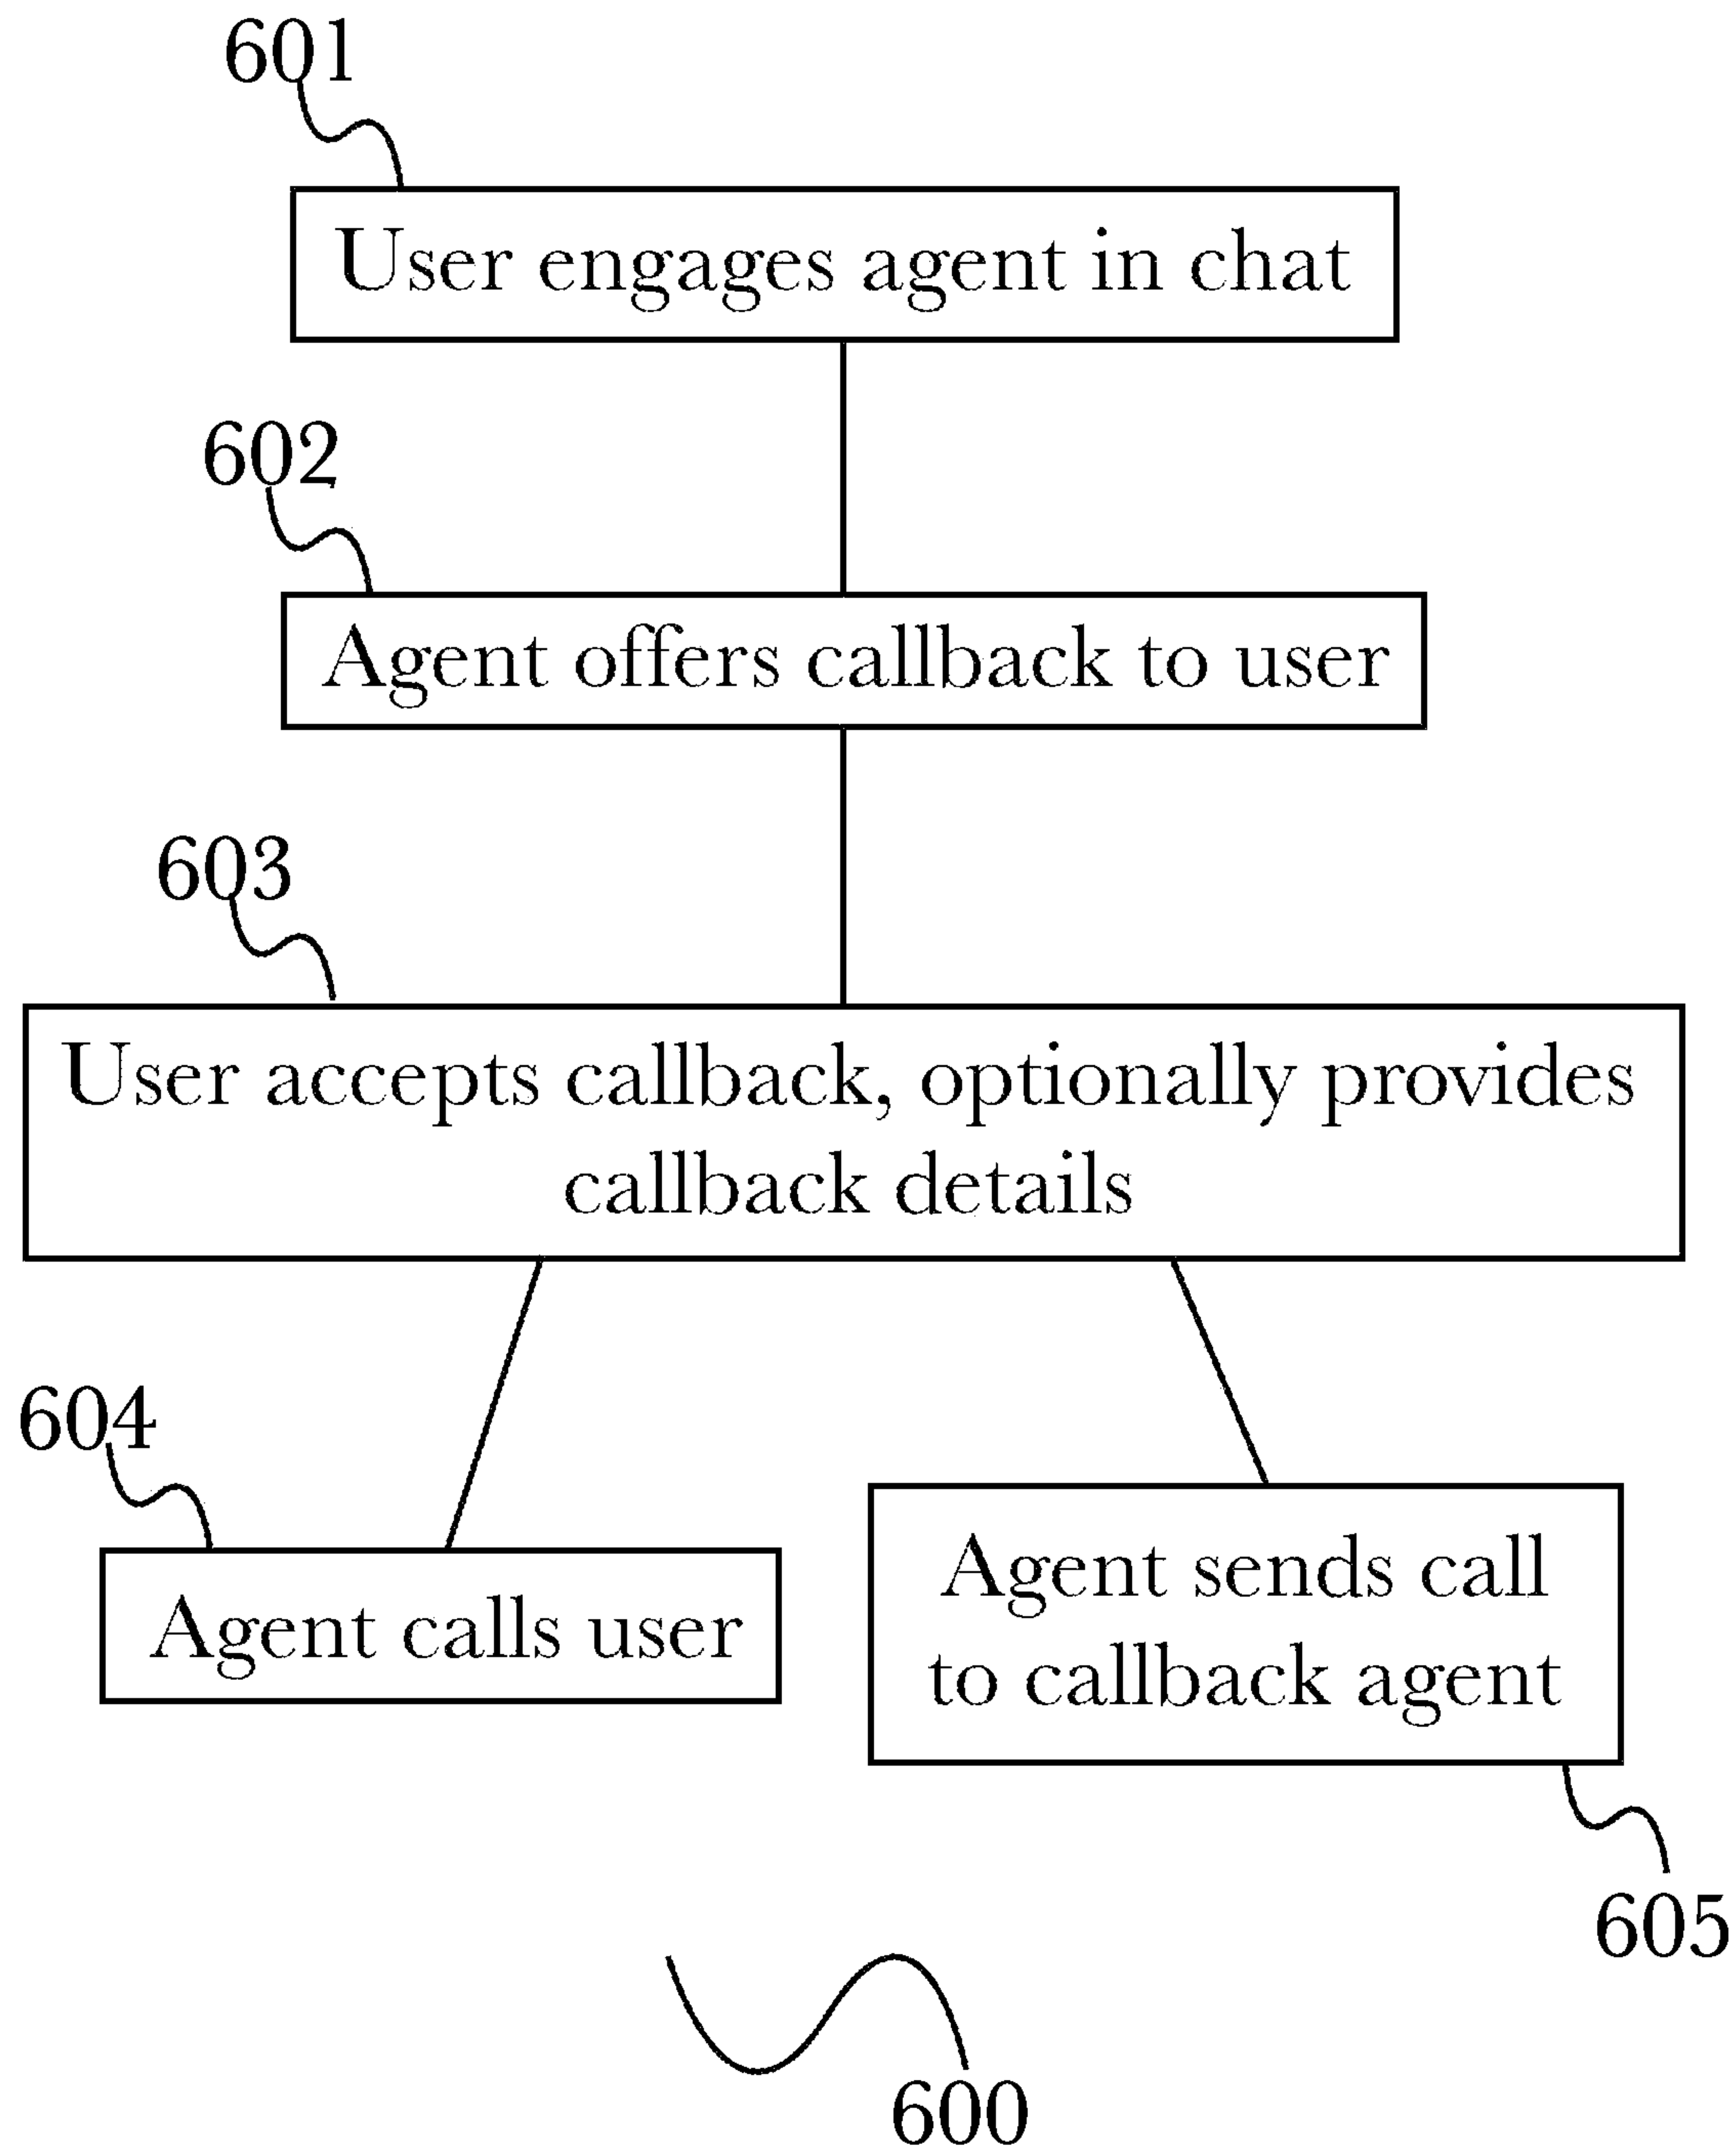 601
User engages agent in chat
602
Agent offers callback to user
603
User accepts callback, optionally provides
callback details
604
Agent calls user
Agent sends call
to callback agent
605
600